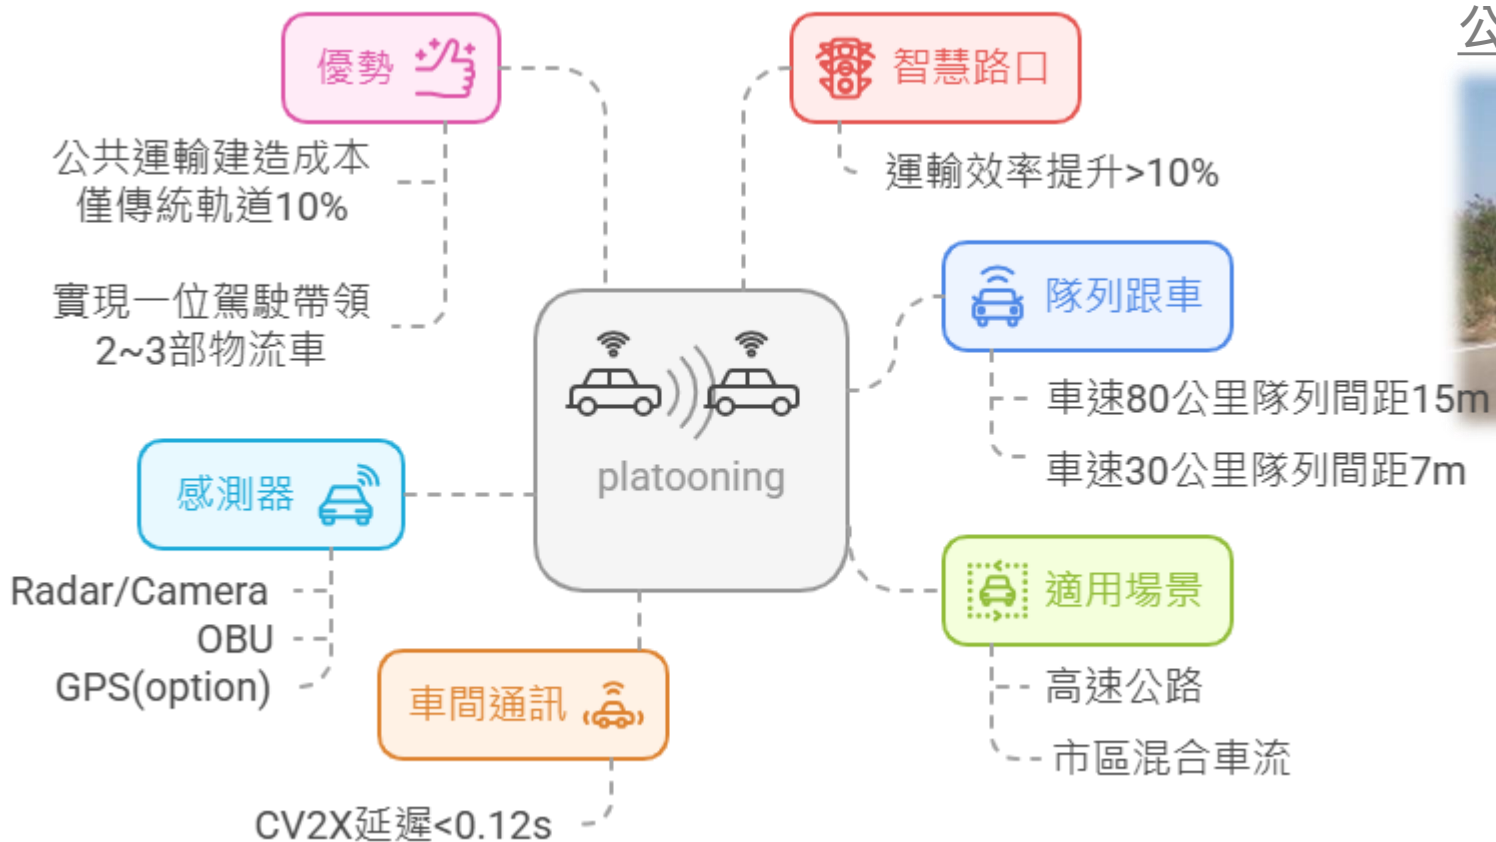 優勢
公共運輸建造成本
僅傳統軌道10%
實現一位駕駛帶領
2~3部物流車
智慧路口
運輸效率提升>10%
隊列跟車
車速80公里隊列間距15m
車速30公里隊列間距7m
platooning
感測器
Radar/Camera
OBU
GPS(option)
適用場景
高速公路
市區混合車流
車間通訊
CV2X延遲<0.12s
公